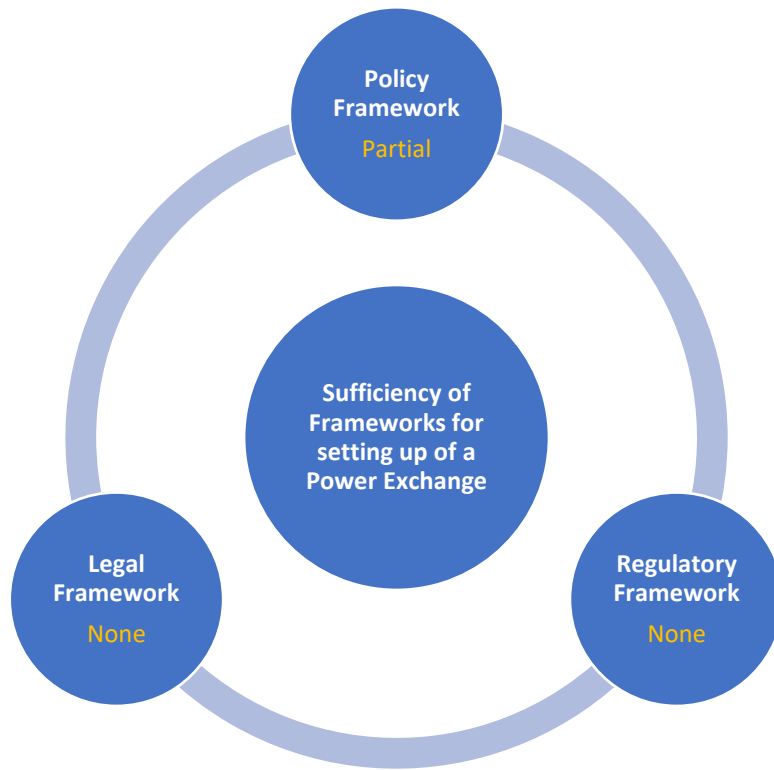 Policy
Framework
Partial
Sufficiency of
Frameworks for
setting up of a
Power Exchange
Legal
Framework
None
Regulatory
Framework
None